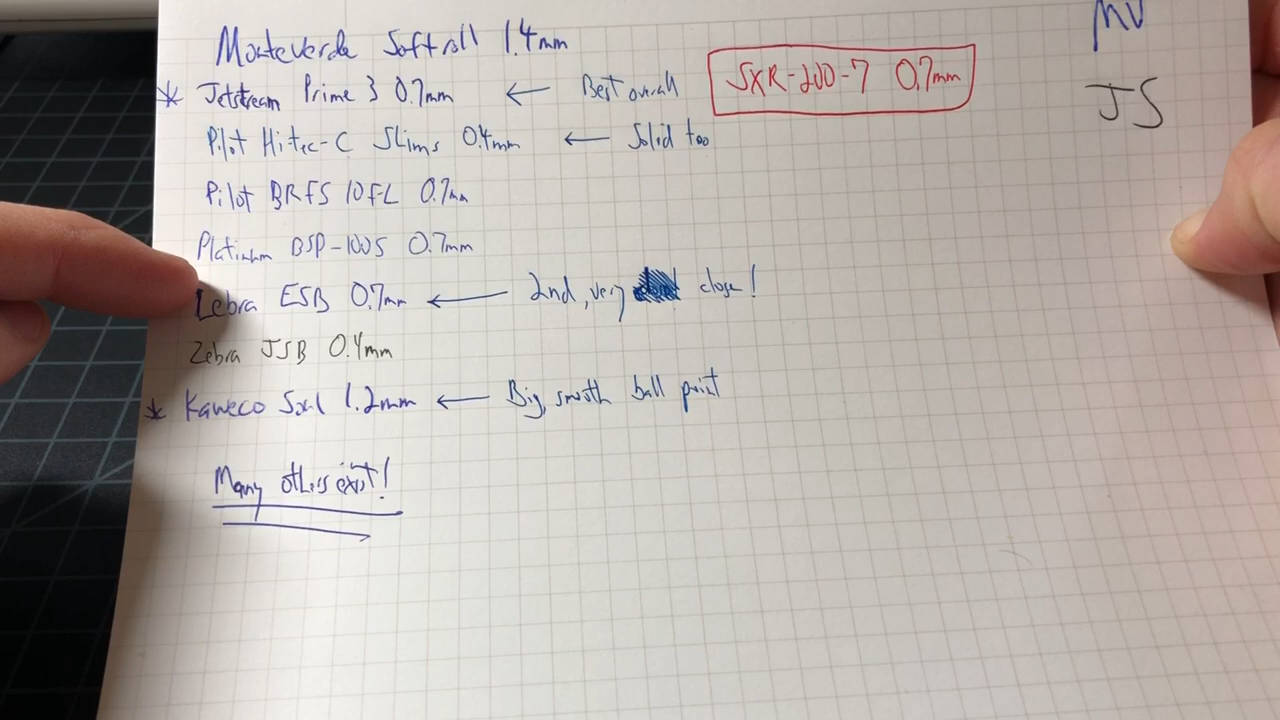 Monteverde Softroll 1.4mm
MV
* Jetstream Prime 3 0.7mm ← Best overall
SXR-200-7 0.7mm
JS
Pilot Hi-tec-C Slims 0.4mm ← Solid too
Pilot BRFS 10FL 0.7mm
Platinum BSP-100S 0.7mm
Zebra ESB 0.7mm ← 2nd, very close!
Zebra JSB 0.4mm
* Kaweco Soul 1.2mm ← Big, smooth ball point
Many others exist!